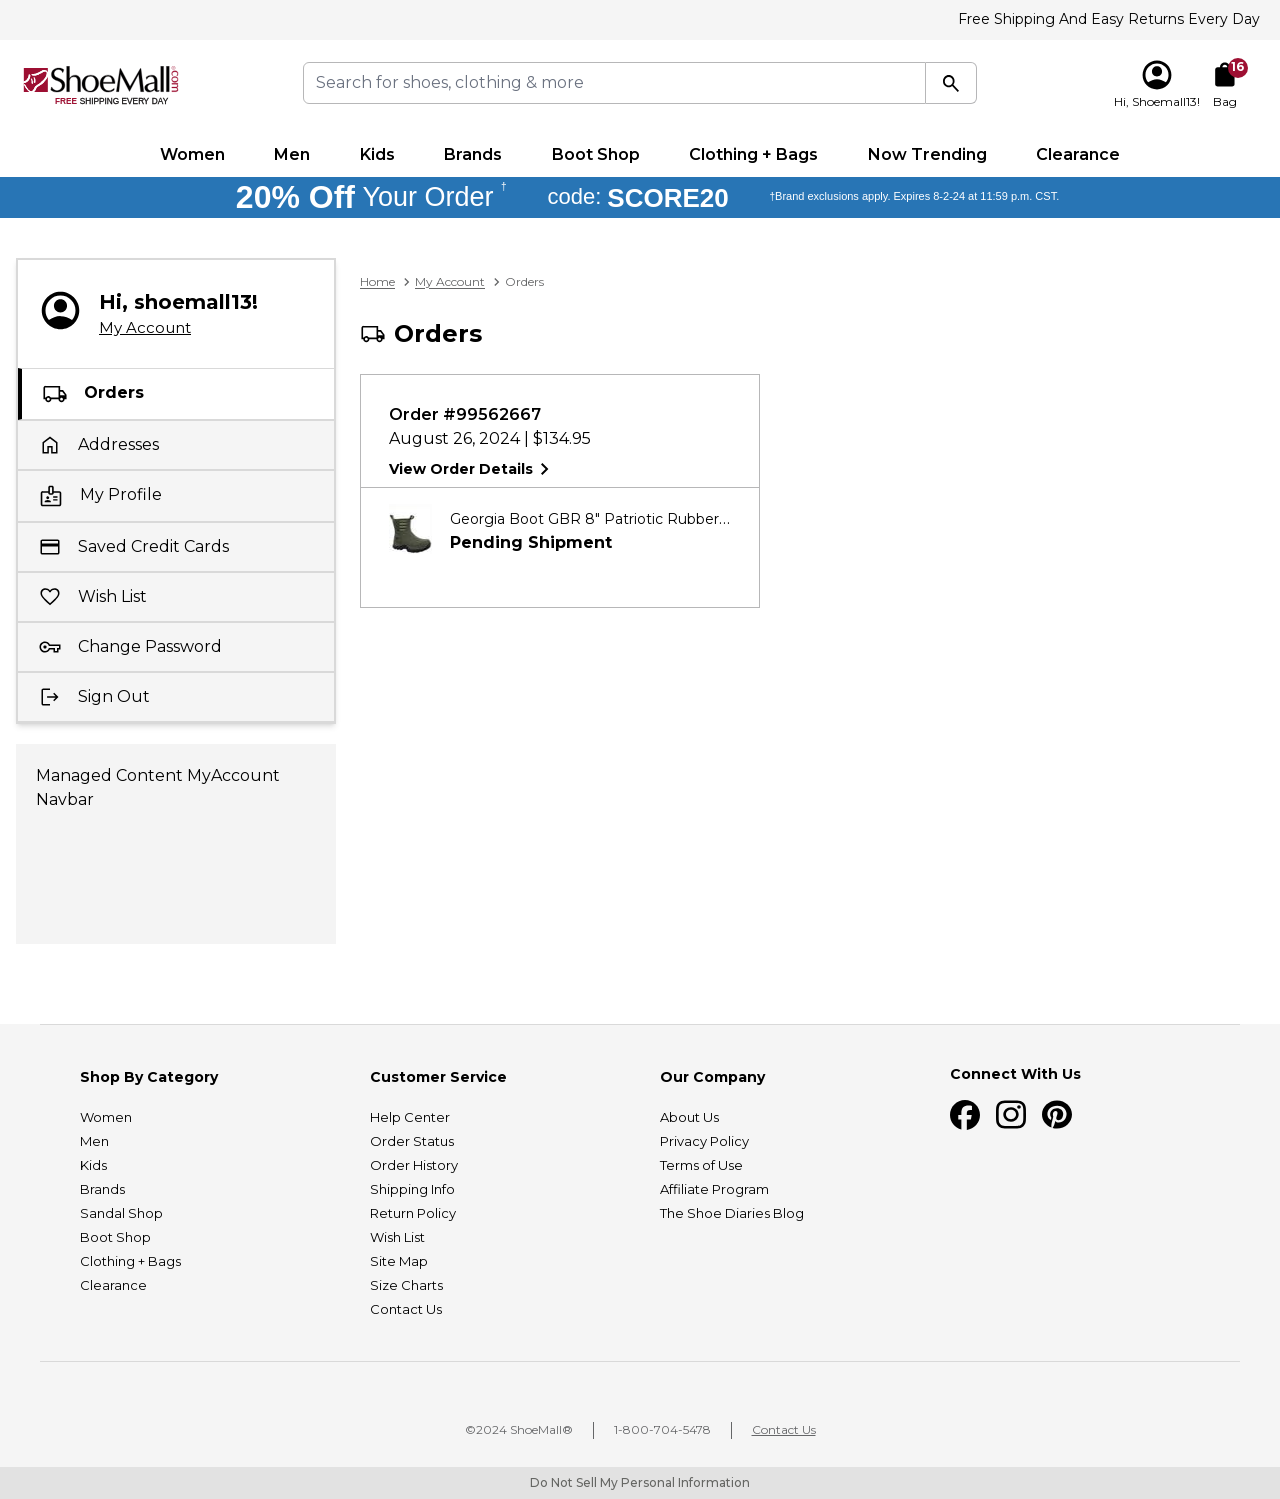 Free Shipping And Easy Returns Every Day
ShoeMall.com
FREE SHIPPING EVERY DAY
Search for shoes, clothing & more
Hi, Shoemall13!
16
Bag
Women Men Kids Brands Boot Shop Clothing + Bags Now Trending Clearance
20% Off Your Order † code: SCORE20 †Brand exclusions apply. Expires 8-2-24 at 11:59 p.m. CST.
Hi, shoemall13!
My Account
Orders
Addresses
My Profile
Saved Credit Cards
Wish List
Change Password
Sign Out
Managed Content MyAccount
Navbar
Home > My Account > Orders
Orders
Order #99562667
August 26, 2024 | $134.95
View Order Details >
Georgia Boot GBR 8" Patriotic Rubber...
Pending Shipment
Shop By Category
Women
Men
Kids
Brands
Sandal Shop
Boot Shop
Clothing + Bags
Clearance
Customer Service
Help Center
Order Status
Order History
Shipping Info
Return Policy
Wish List
Site Map
Size Charts
Contact Us
Our Company
About Us
Privacy Policy
Terms of Use
Affiliate Program
The Shoe Diaries Blog
Connect With Us
©2024 ShoeMall® | 1-800-704-5478 | Contact Us
Do Not Sell My Personal Information